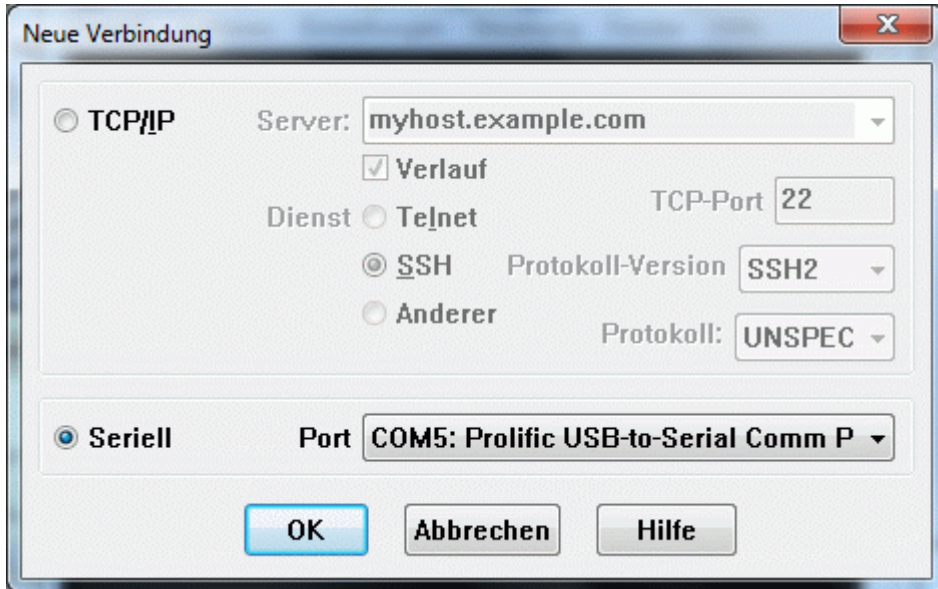 Neue Verbindung
TCP/IP Server: myhost.example.com
Verlauf
TCP-Port 22
Dienst Telnet
SSH Protokoll-Version SSH2
Anderer
Protokoll: UNSPEC
Seriell Port COM5: Prolific USB-to-Serial Comm P
OK Abbrechen Hilfe